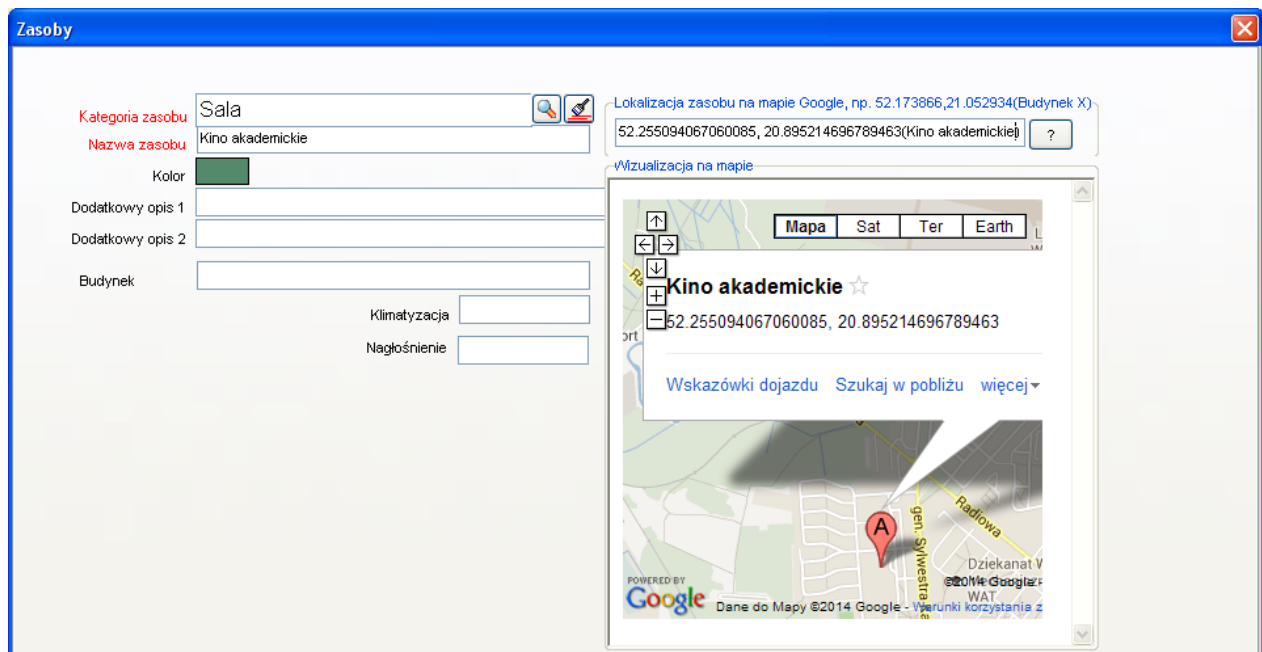 Zasoby
Kategoria zasobu Sala
Nazwa zasobu Kino akademickie
Kolor
Dodatkowy opis 1
Dodatkowy opis 2
Budynek
Klimatyzacja
Nagłośnienie
Lokalizacja zasobu na mapie Google, np. 52.173866,21.052934(Budynek X)
52.255094067060085, 20.895214696789463(Kino akademickie) ?
Wizualizacja na mapie
Mapa Sat Ter Earth
Kino akademickie
52.255094067060085, 20.895214696789463
Wskazówki dojazdu Szukaj w pobliżu więcej
Radiowa
gen. Sylwestra
A
Dziekanat W
©2014 Google
WAT
POWERED BY
Google Dane do Mapy ©2014 Google - Warunki korzystania z